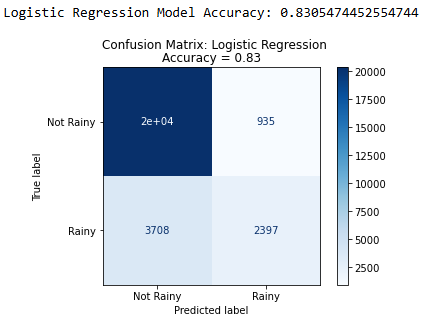 Logistic Regression Model Accuracy: 0.8305474452554744
Confusion Matrix: Logistic Regression
Accuracy = 0.83
20000
17500
15000
12500
10000
7500
5000
2500
True label
Not Rainy
2e+04
935
Rainy
3708
2397
Not Rainy
Rainy
Predicted label